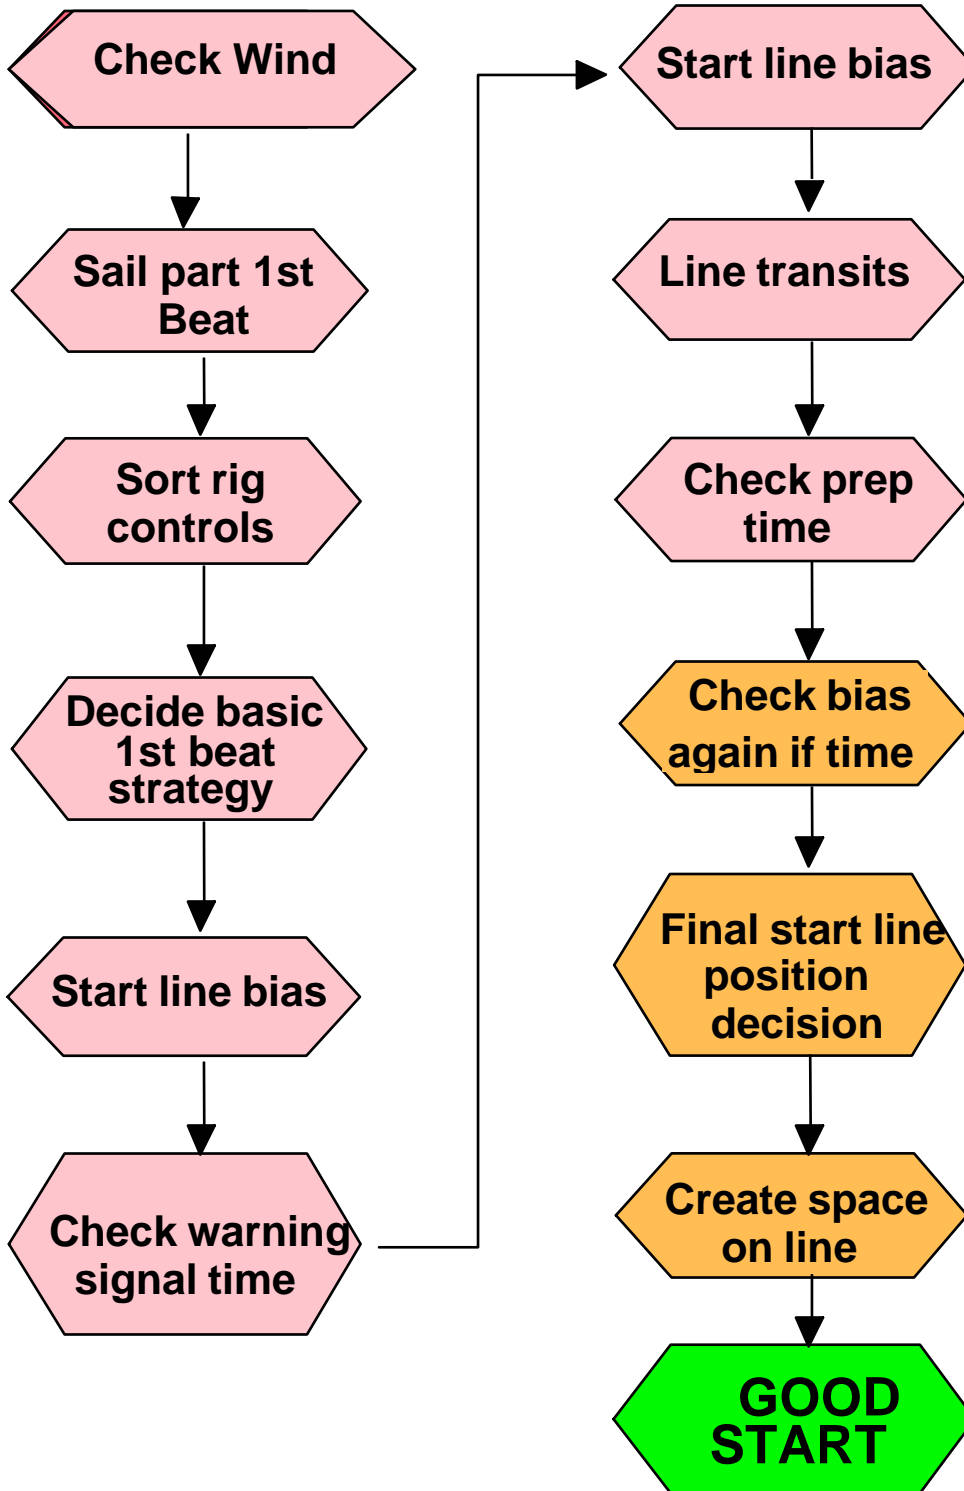 Check Wind
Sail part 1st
Beat
Sort rig
controls
Decide basic
1st beat
strategy
Start line bias
Check warning
signal time
Start line bias
Line transits
Check prep
time
Check bias
again if time
Final start line
position
decision
Create space
on line
GOOD
START